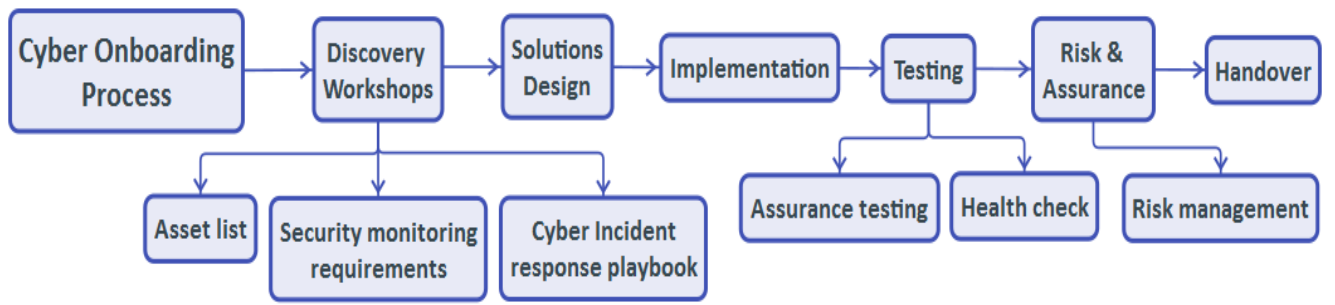 Cyber Onboarding
Process
Discovery
Workshops
Solutions
Design
Implementation
Testing
Risk &
Assurance
Handover
Asset list
Security monitoring
requirements
Cyber Incident
response playbook
Assurance testing
Health check
Risk management